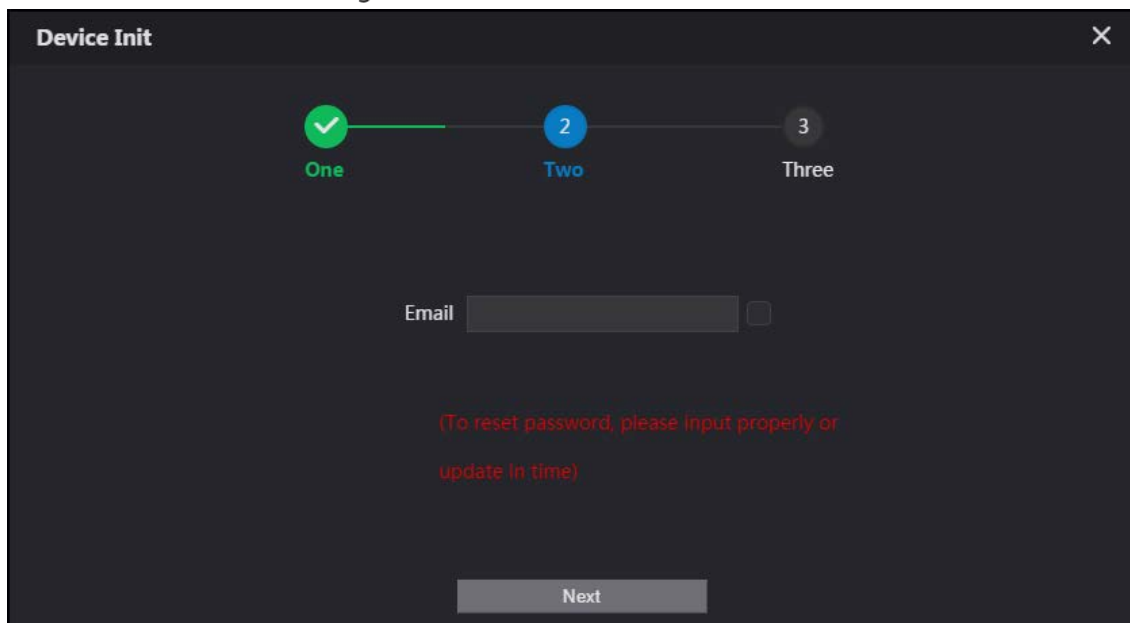 Device Init
2
3
One
Two
Three
Email
(To reset password, please input properly or
update in time)
Next